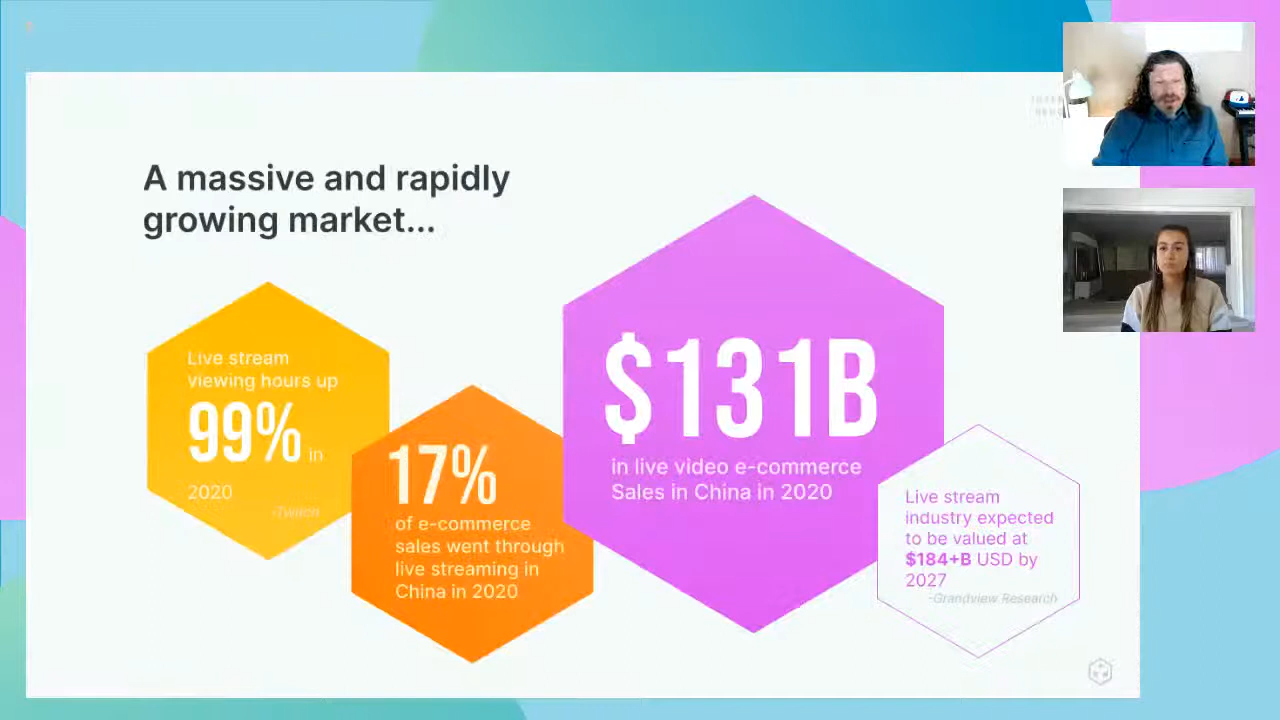 A massive and rapidly
growing market...
Live stream
viewing hours up
99% in
2020
-Twitch
17%
of e-commerce
sales went through
live streaming in
China in 2020
$131B
in live video e-commerce
Sales in China in 2020
Live stream
industry expected
to be valued at
$184+B USD by
2027
-Grandview Research